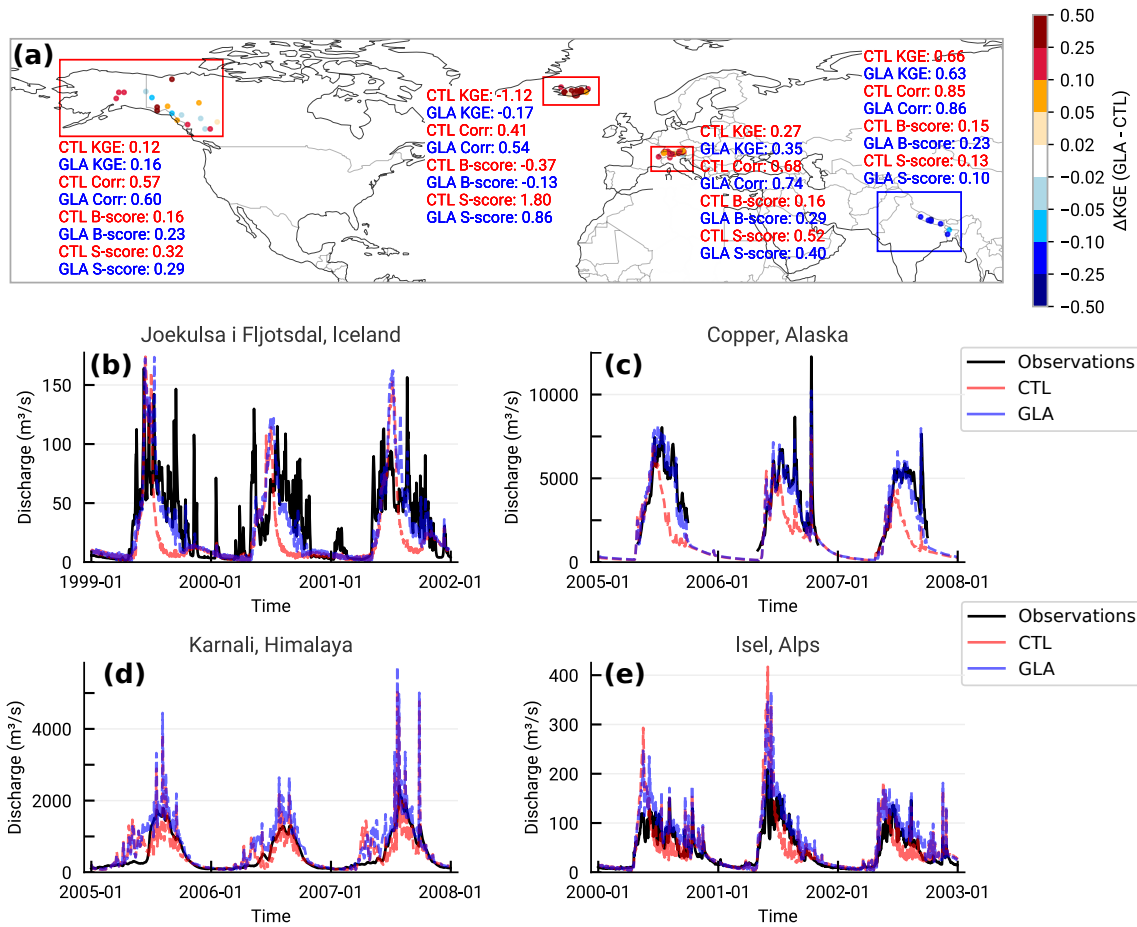 (a)
CTL KGE: 0.12
GLA KGE: 0.16
CTL Corr: 0.57
GLA Corr: 0.60
CTL B-score: 0.16
GLA B-score: 0.23
CTL S-score: 0.32
GLA S-score: 0.29
CTL KGE: -1.12
GLA KGE: -0.17
CTL Corr: 0.41
GLA Corr: 0.54
CTL B-score: -0.37
GLA B-score: -0.13
CTL S-score: 1.80
GLA S-score: 0.86
CTL KGE: 0.27
GLA KGE: 0.35
CTL Corr: 0.68
GLA Corr: 0.74
CTL B-score: 0.16
GLA B-score: 0.29
CTL S-score: 0.52
GLA S-score: 0.40
CTL KGE: 0.66
GLA KGE: 0.63
CTL Corr: 0.85
GLA Corr: 0.86
CTL B-score: 0.15
GLA B-score: 0.23
CTL S-score: 0.13
GLA S-score: 0.10
0.50
0.25
0.10
0.05
0.02
−0.02
−0.05
−0.10
−0.25
−0.50
ΔKGE (GLA - CTL)
Joekulsa i Fljotsdal, Iceland
(b)
Discharge (m³/s)
150
100
50
0
1999-01
2000-01
2001-01
2002-01
Time
Copper, Alaska
(c)
Discharge (m³/s)
10000
5000
0
2005-01
2006-01
2007-01
2008-01
Time
Observations
CTL
GLA
Karnali, Himalaya
(d)
Discharge (m³/s)
4000
2000
0
2005-01
2006-01
2007-01
2008-01
Time
Isel, Alps
(e)
Discharge (m³/s)
400
300
200
100
0
2000-01
2001-01
2002-01
2003-01
Time
Observations
CTL
GLA